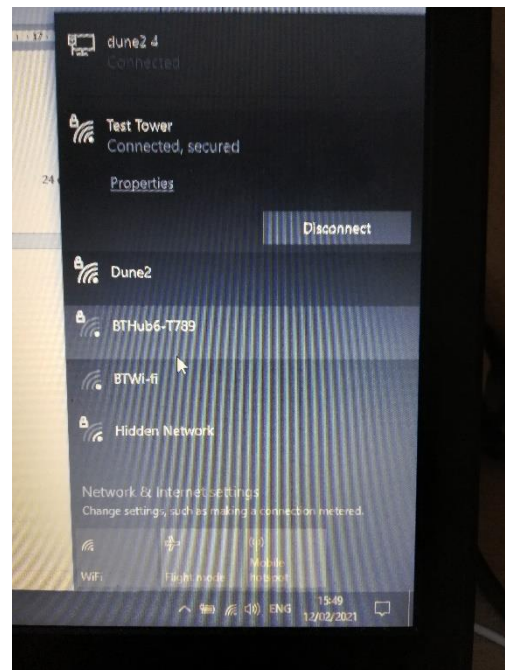 dune2 4
Connected
Test Tower
Connected, secured
24
Properties
Disconnect
Dune2
BTHub6-T789
BTWi-fi
Hidden Network
Network & Internet settings
Change settings, such as making a connection metered.
WiFi
Flight mode
Mobile
hotspot
ENG
15:49
12/02/2021